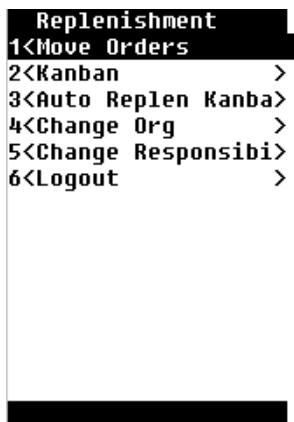 Replenishment
1<Move Orders
2<Kanban >
3<Auto Replen Kanba>
4<Change Org >
5<Change Responsibi>
6<Logout >